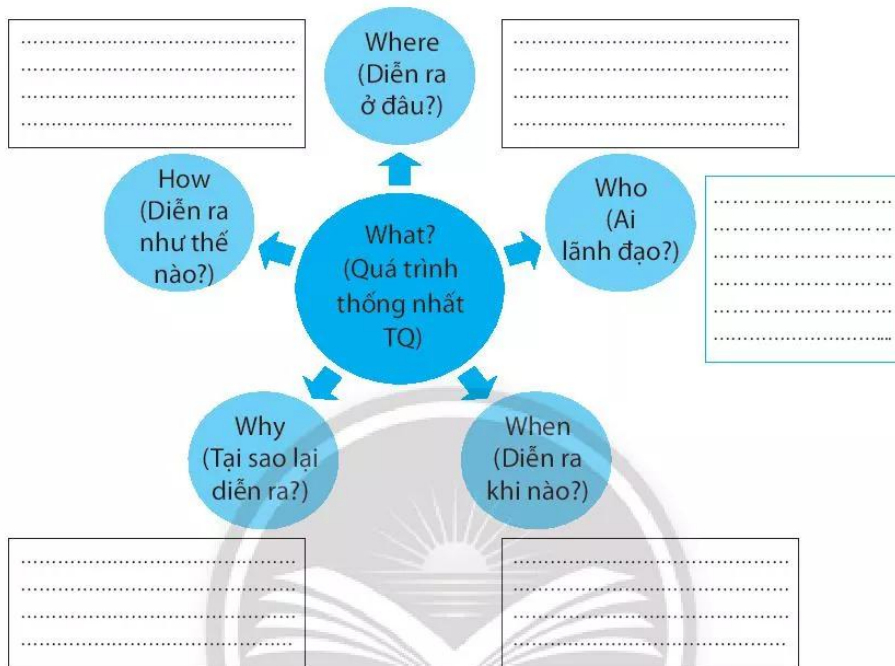 Where
(Diễn ra
ở đâu?)
How
(Diễn ra
như thế
nào?)
Who
(Ai
lãnh đạo?)
What?
(Quá trình
thống nhất
TQ)
Why
(Tại sao lại
diễn ra?)
When
(Diễn ra
khi nào?)